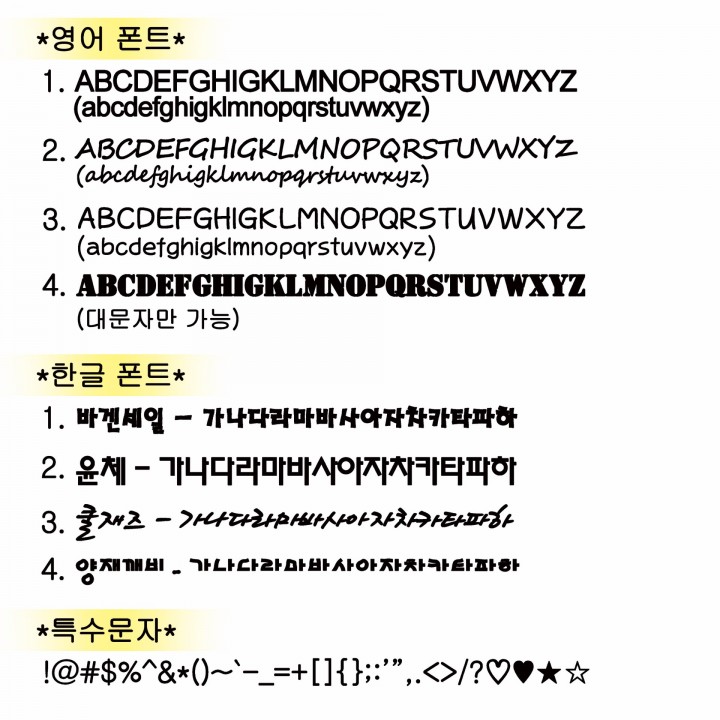 *영어 폰트*
1. ABCDEFGHIGKLMNOPQRSTUVWXYZ
(abcdefghigklmnopqrstuvwxyz)
2. ABCDEFGHIGKLMNOPQRSTUVWXYZ
(abcdefghigklmnopqrstuvwxyz)
3. ABCDEFGHIGKLMNOPQRSTUVWXYZ
(abcdefghigklmnopqrstuvwxyz)
4. ABCDEFGHIGKLMNOPQRSTUVWXYZ
(대문자만 가능)
*한글 폰트*
1. 바겐세일 - 가나다라마바사아자차카타파하
2. 윤체 - 가나다라마바사아자차카타파하
3. 쿨재즈 - 가나다라마바사아자차카타파하
4. 양재깨비 - 가나다라마바사아자차카타파하
*특수문자*
!@#$%^&*()~`-_=+[]{};:'",.<>/?♡♥★☆